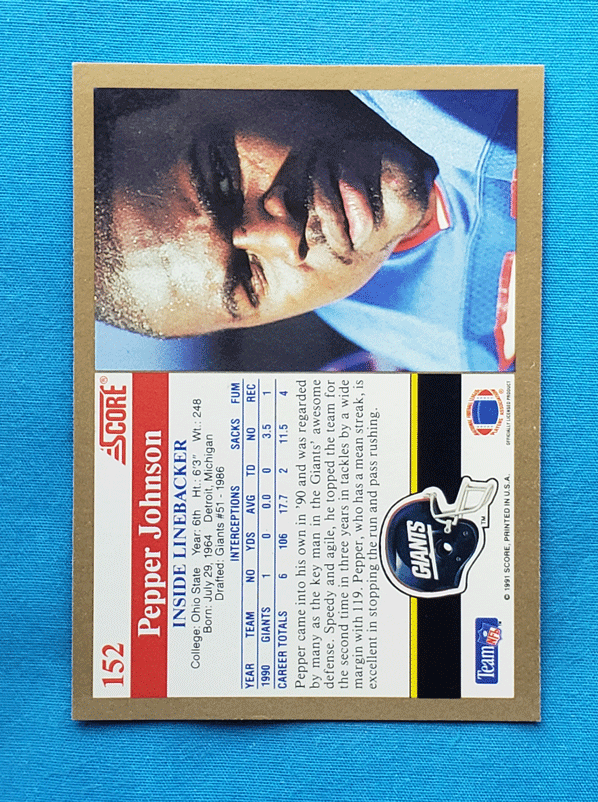 152
SCORE®
Pepper Johnson
INSIDE LINEBACKER
College: Ohio State Year: 6th Ht.: 6'3" Wt.: 248
Born: July 29, 1964 Detroit, Michigan
Drafted: Giants #51 - 1986
INTERCEPTIONS SACKS FUM
YEAR TEAM NO YDS AVG TD NO REC
1990 GIANTS 1 0 0.0 0 3.5 1
CAREER TOTALS 6 106 17.7 2 11.5 4
Pepper came into his own in '90 and was regarded
by many as the key man in the Giants' awesome
defense. Speedy and agile, he topped the team for
the second time in three years in tackles by a wide
margin with 119. Pepper, who has a mean streak, is
excellent in stopping the run and pass rushing.
GIANTS
TM
Team NFL
© 1991 SCORE, PRINTED IN U.S.A.
OFFICIALLY LICENSED PRODUCT